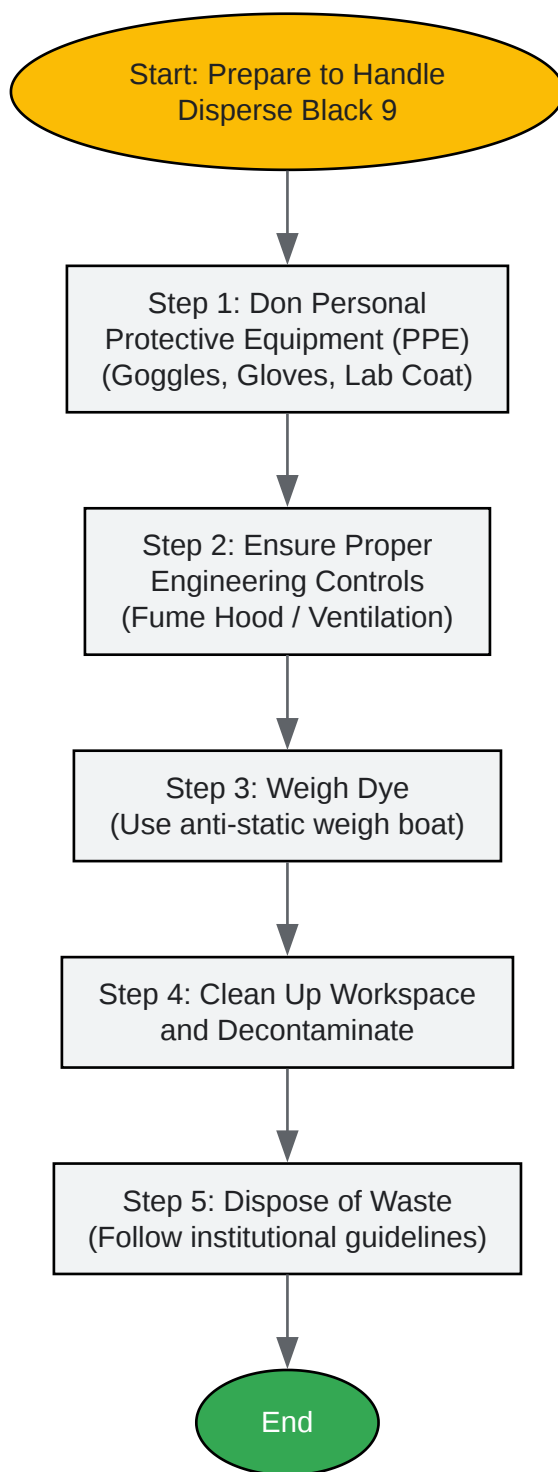 Start: Prepare to Handle
Disperse Black 9
Step 1: Don Personal
Protective Equipment (PPE)
(Goggles, Gloves, Lab Coat)
Step 2: Ensure Proper
Engineering Controls
(Fume Hood / Ventilation)
Step 3: Weigh Dye
(Use anti-static weigh boat)
Step 4: Clean Up Workspace
and Decontaminate
Step 5: Dispose of Waste
(Follow institutional guidelines)
End